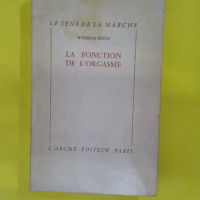 LE SENS DE LA MARCHE
WILHELM REICH
LA FONCTION
DE L'ORGASME
L'ARCHE EDITEUR PARIS